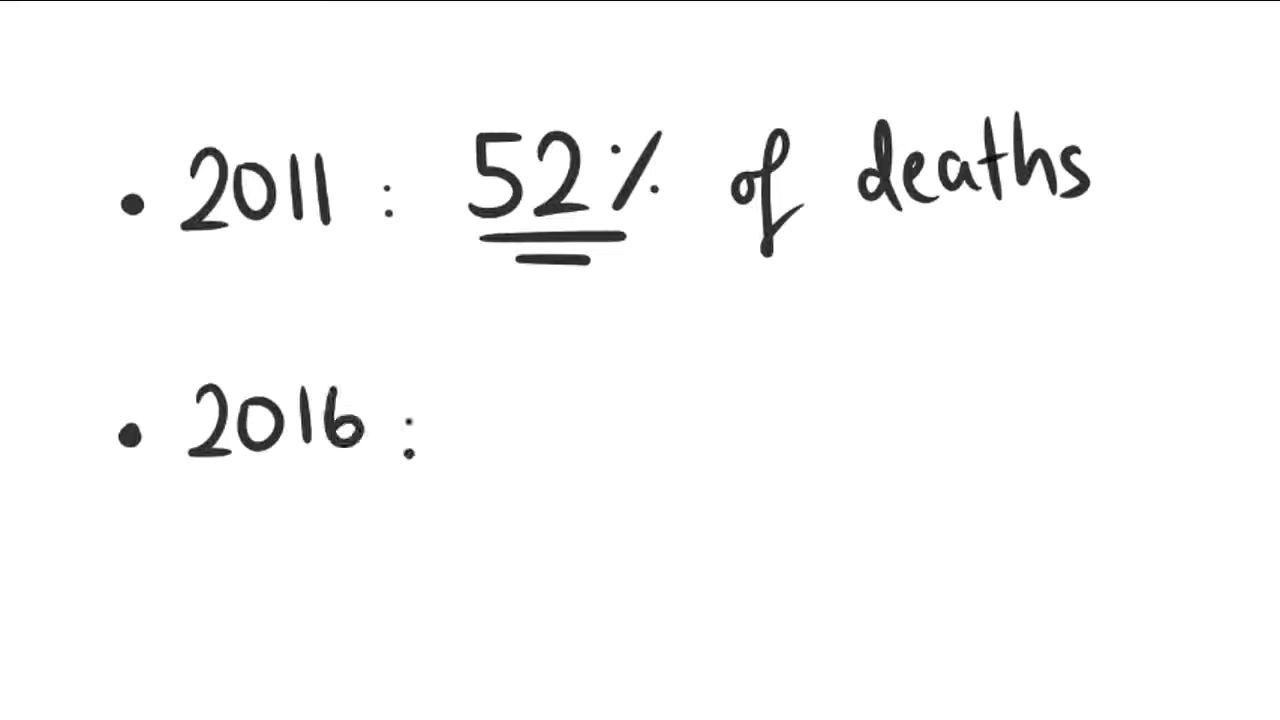 • 2011 : 52% of deaths
• 2016 :